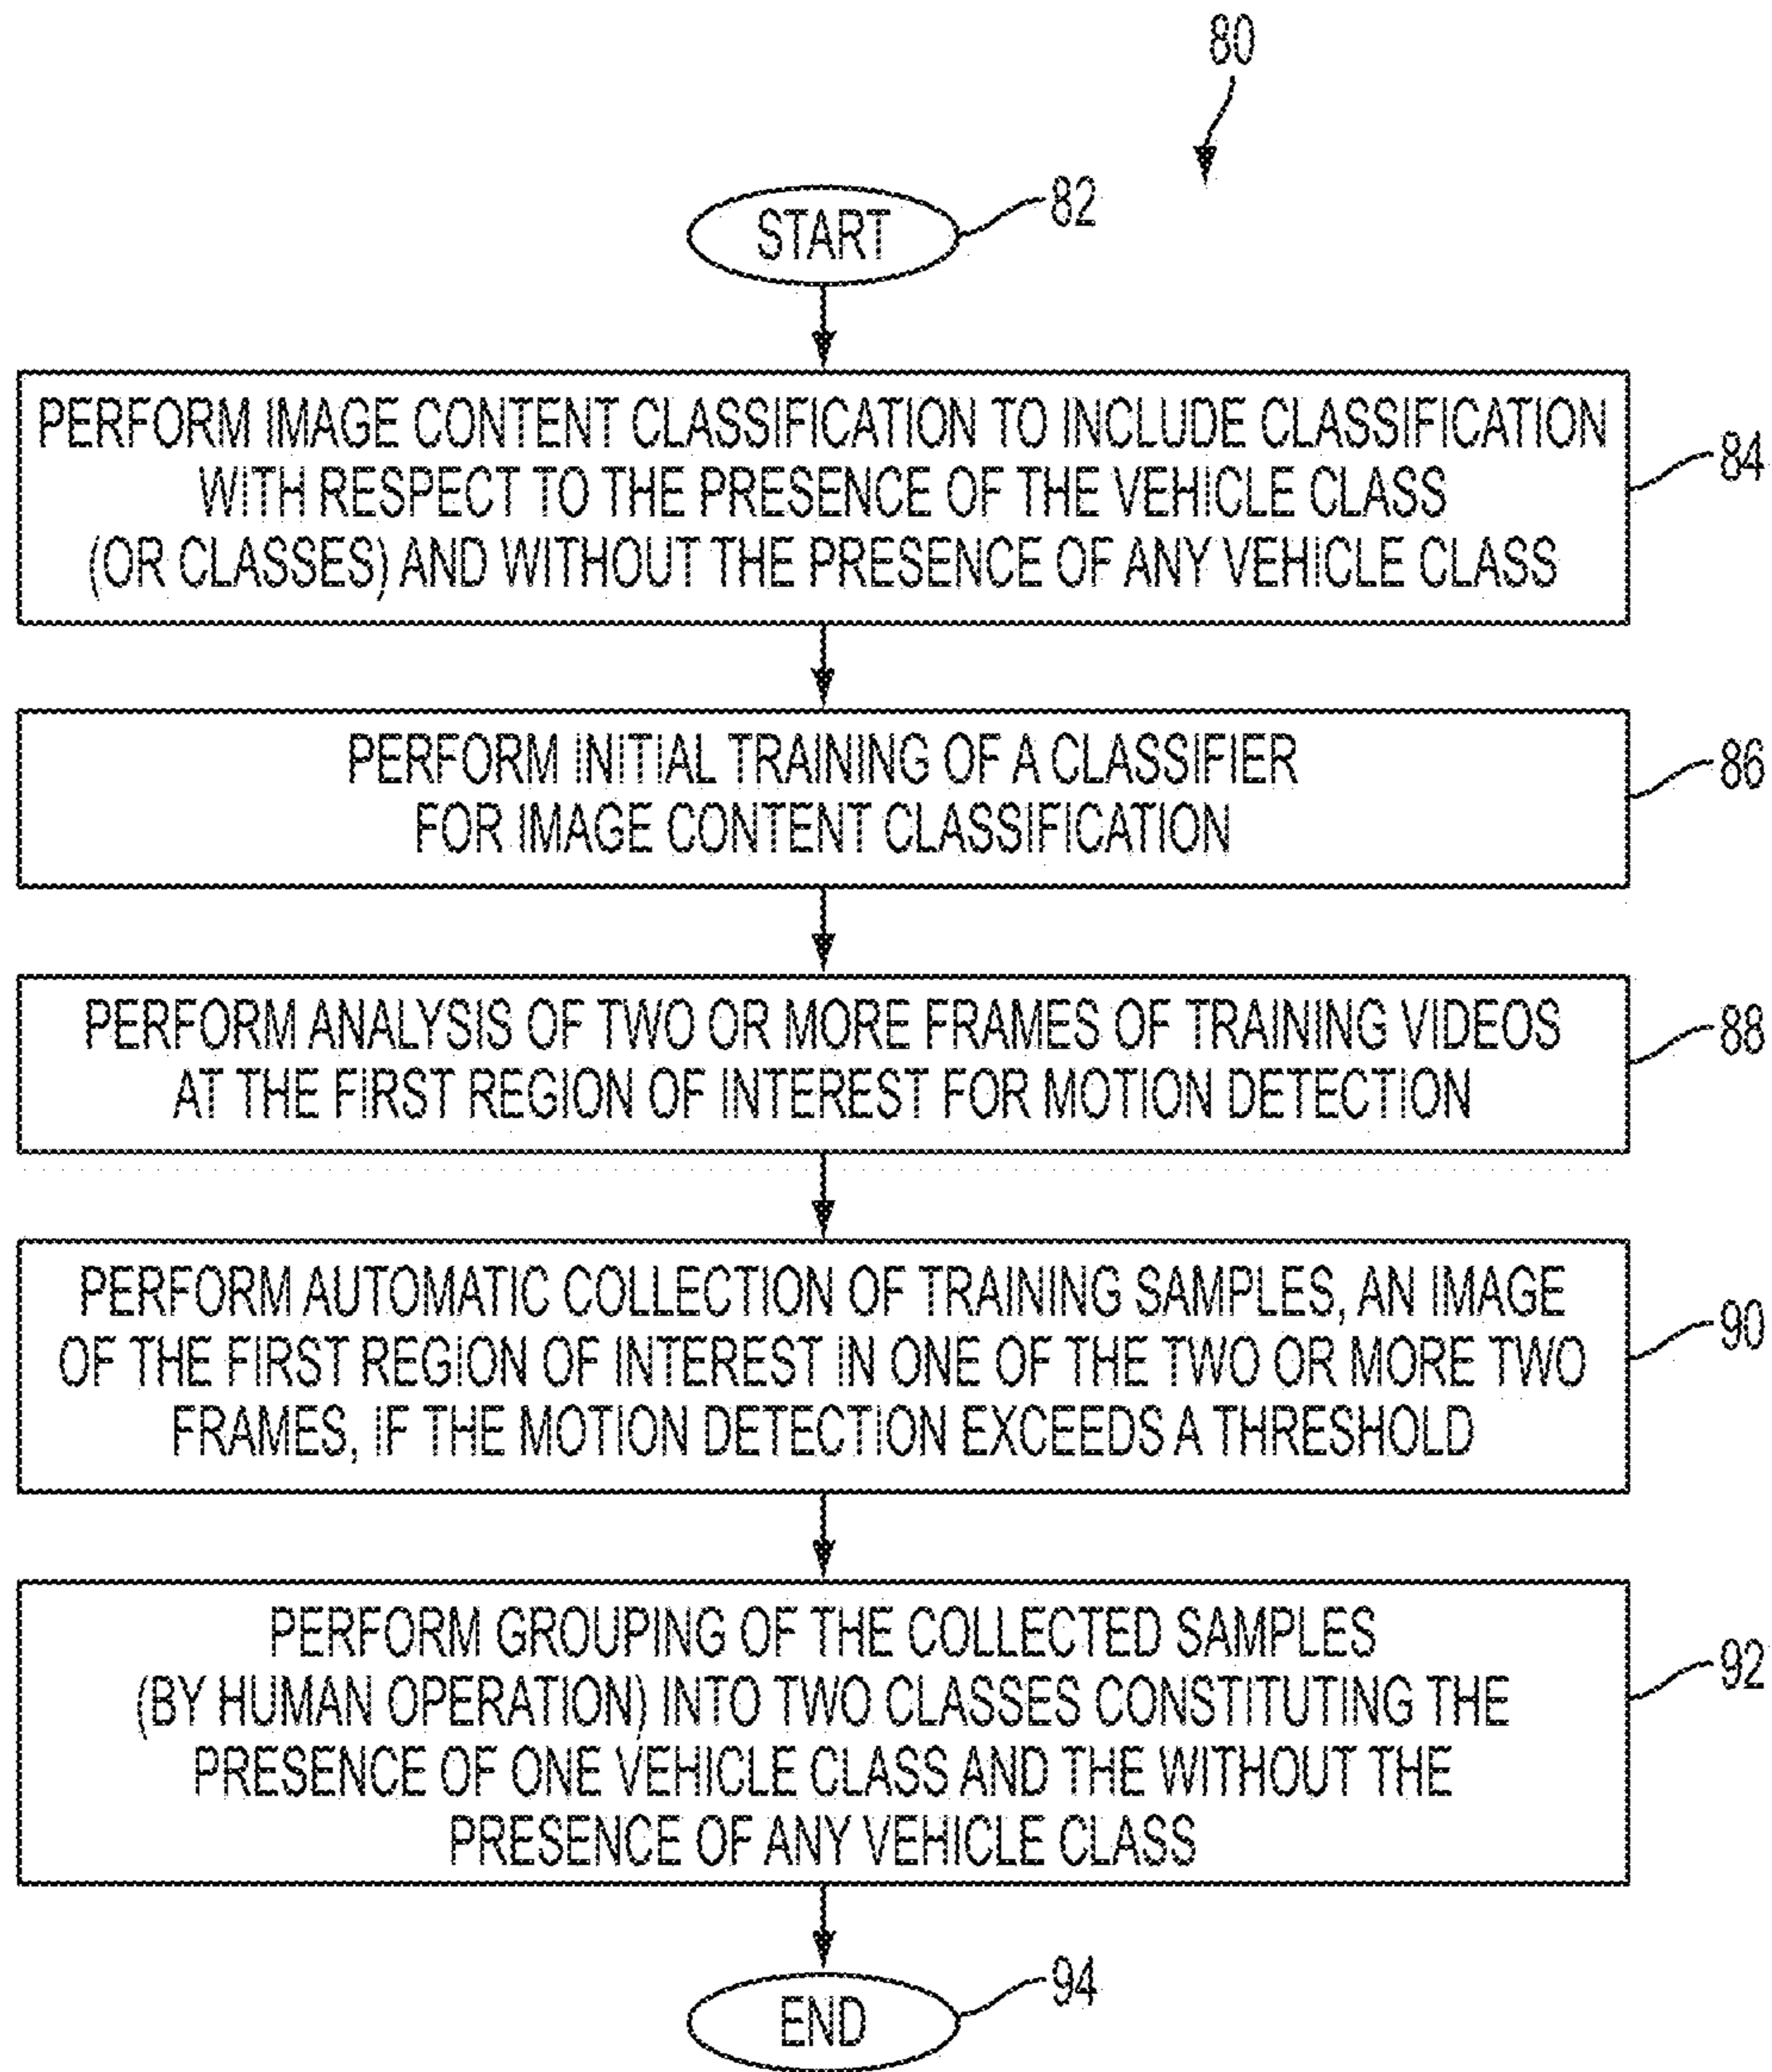 80
START
82
PERFORM IMAGE CONTENT CLASSIFICATION TO INCLUDE CLASSIFICATION
WITH RESPECT TO THE PRESENCE OF THE VEHICLE CLASS
(OR CLASSES) AND WITHOUT THE PRESENCE OF ANY VEHICLE CLASS
84
PERFORM INITIAL TRAINING OF A CLASSIFIER
FOR IMAGE CONTENT CLASSIFICATION
86
PERFORM ANALYSIS OF TWO OR MORE FRAMES OF TRAINING VIDEOS
AT THE FIRST REGION OF INTEREST FOR MOTION DETECTION
88
PERFORM AUTOMATIC COLLECTION OF TRAINING SAMPLES, AN IMAGE
OF THE FIRST REGION OF INTEREST IN ONE OF THE TWO OR MORE TWO
FRAMES, IF THE MOTION DETECTION EXCEEDS A THRESHOLD
90
PERFORM GROUPING OF THE COLLECTED SAMPLES
(BY HUMAN OPERATION) INTO TWO CLASSES CONSTITUTING THE
PRESENCE OF ONE VEHICLE CLASS AND THE WITHOUT THE
PRESENCE OF ANY VEHICLE CLASS
92
END
94